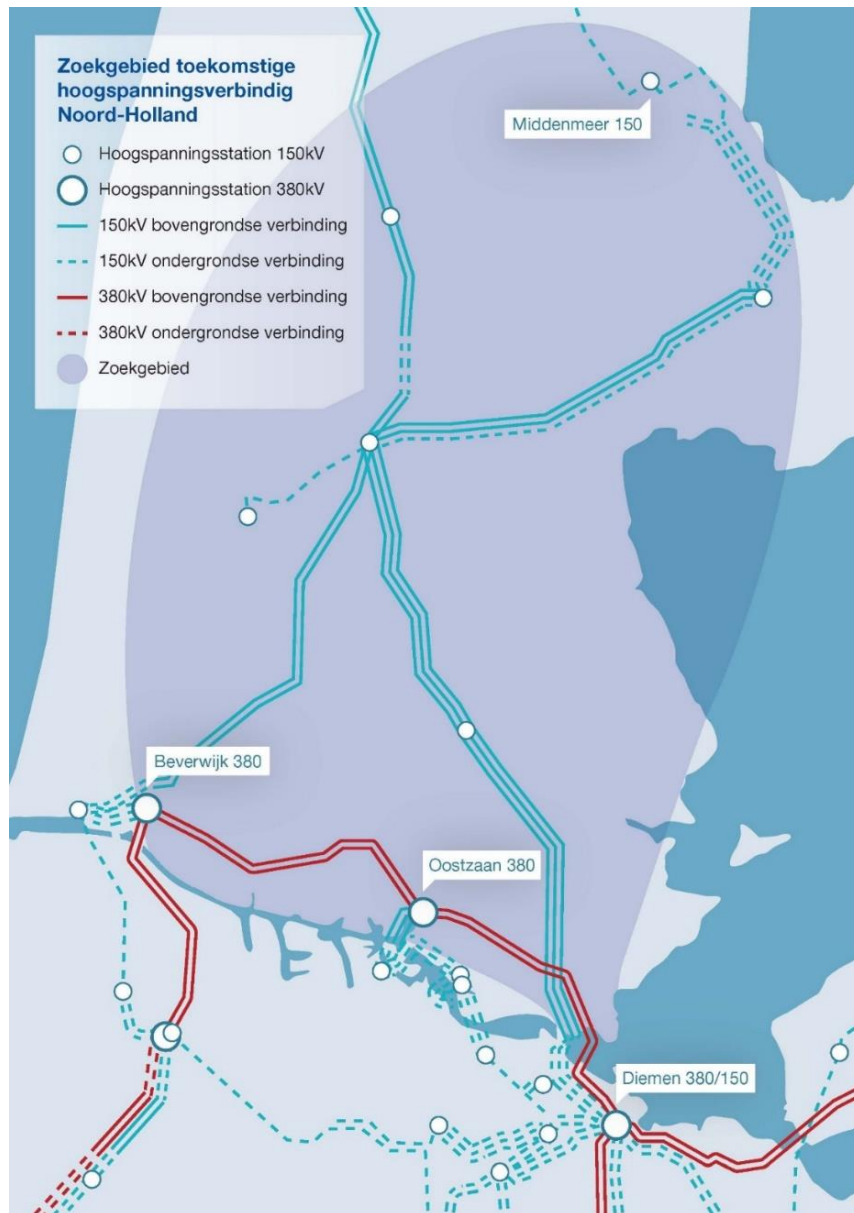 Zoekgebied toekomstige
hoogspanningsverbindig
Noord-Holland
Hoogspanningsstation 150kV
Hoogspanningsstation 380kV
150kV bovengrondse verbinding
150kV ondergrondse verbinding
380kV bovengrondse verbinding
380kV ondergrondse verbinding
Zoekgebied
Middenmeer 150
Beverwijk 380
Oostzaan 380
Diemen 380/150